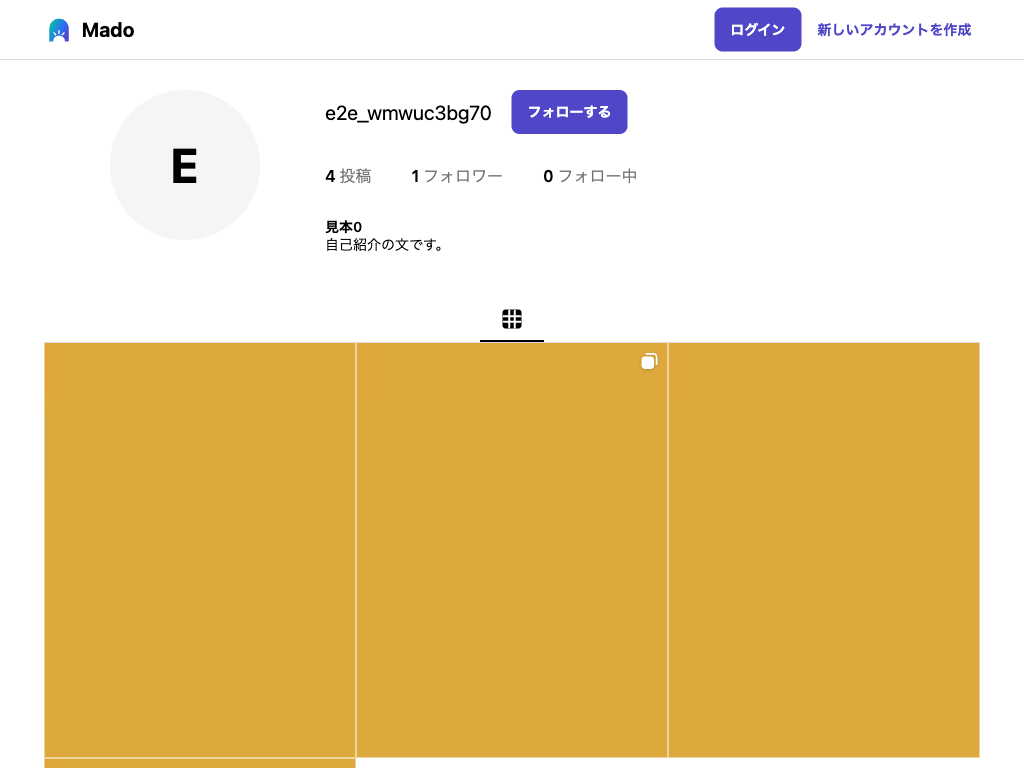 Mado
ログイン
新しいアカウントを作成
E
e2e_wmwuc3bg70
フォローする
4 投稿
1 フォロワー
0 フォロー中
見本0
自己紹介の文です。